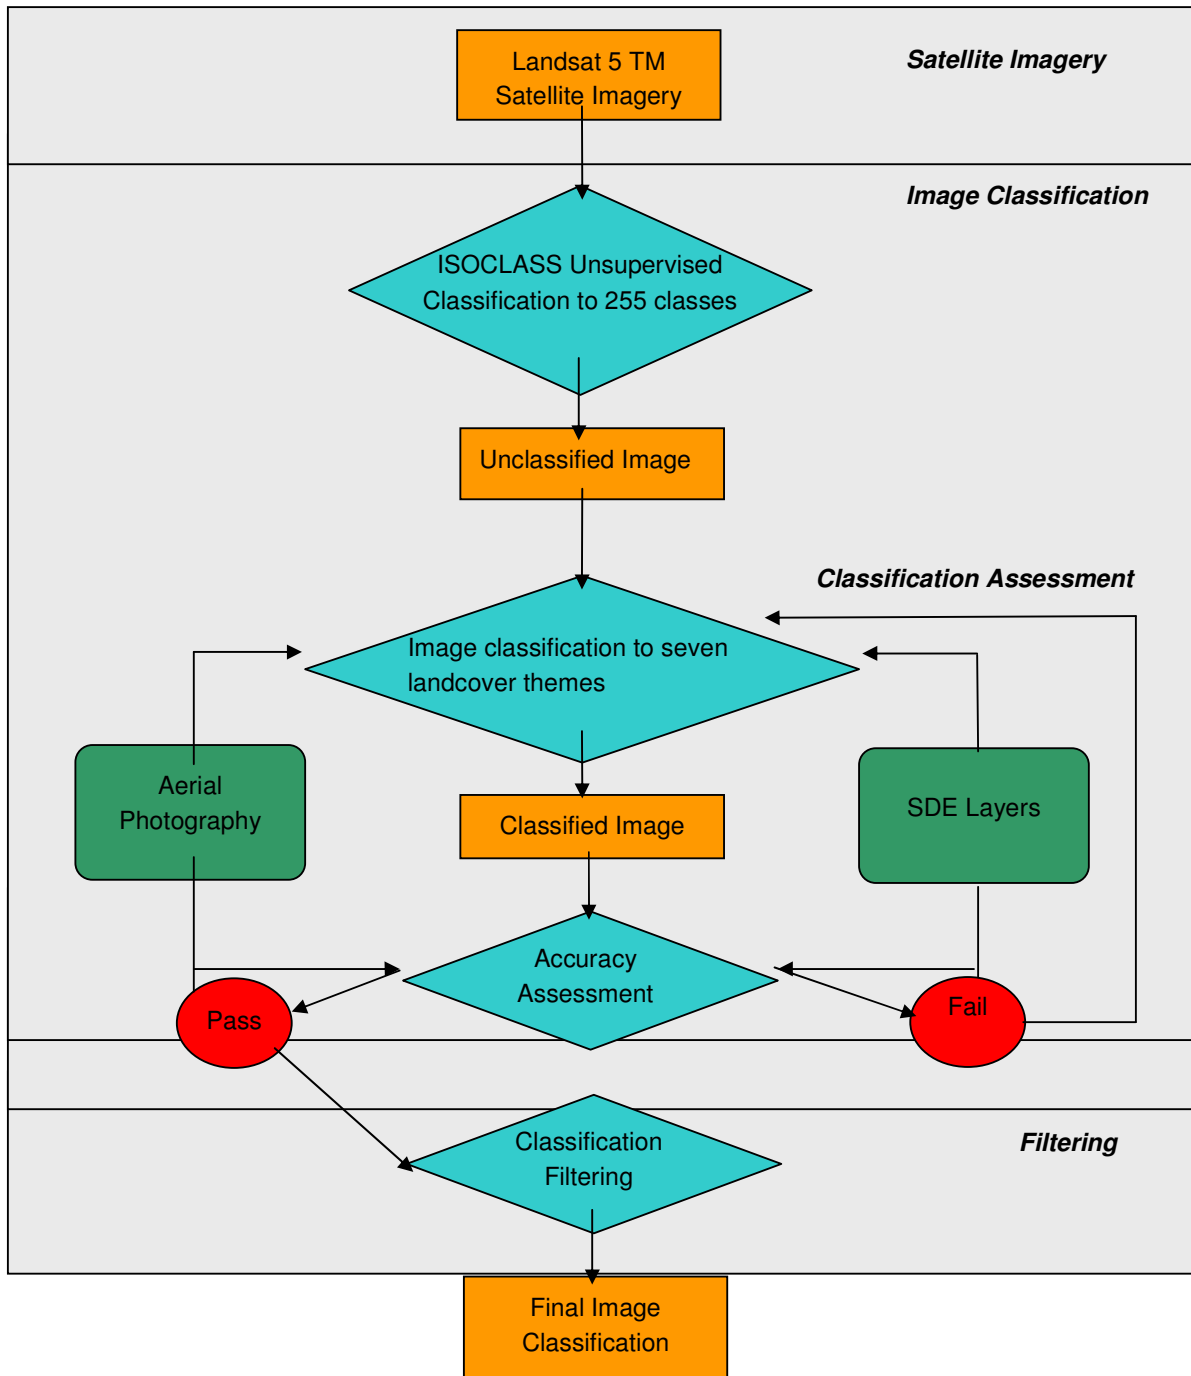 Landsat 5 TM
Satellite Imagery
Satellite Imagery
Image Classification
ISOCLASS Unsupervised
Classification to 255 classes
Unclassified Image
Classification Assessment
Image classification to seven
landcover themes
Aerial
Photography
SDE Layers
Classified Image
Accuracy
Assessment
Pass
Fail
Classification
Filtering
Filtering
Final Image
Classification